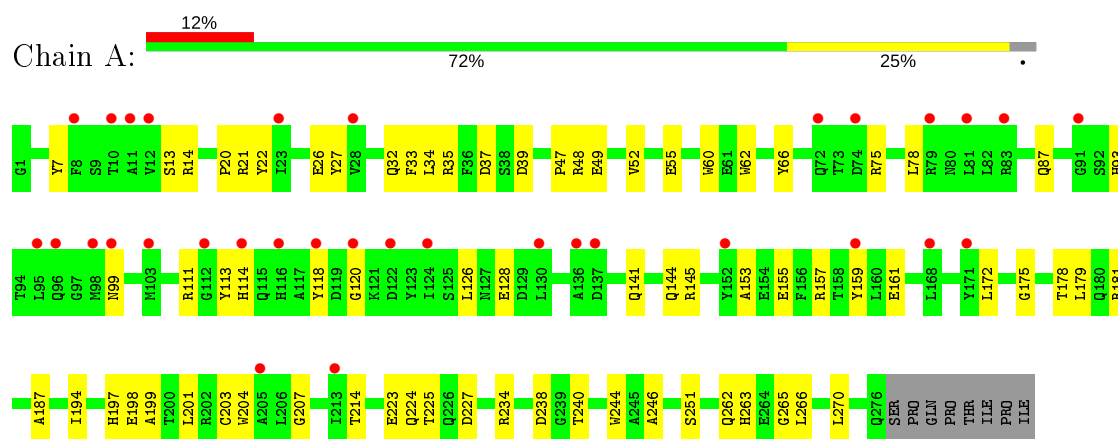 12%
Chain A:
72% 25% •
G1 Y7 F8 S9 T10 A11 V12 S13 R14 P20 R21 Y22 I23 E26 Y27 V28 Q32 F33 L34 R35 F36 D37 S38 D39 P47 R48 E49 V52 E55 W60 E61 W62 Y66 Q72 T73 D74 R75 L78 R79 N80 L81 L82 R83 Q87 G91 S92 H93
T94 L95 Q96 G97 M98 N99 M103 R111 G112 Y113 H114 Q115 H116 A117 Y118 D119 G120 K121 D122 Y123 I124 S125 L126 N127 E128 D129 L130 A136 D137 Q141 Q144 R145 Y152 A153 E154 E155 F156 R157 T158 Y159 L160 E161 L168 Y171 L172 G175 T178 L179 Q180 R181
A187 I194 H197 E198 A199 T200 L201 R202 C203 W204 A205 L206 G207 I213 T214 E223 Q224 T225 Q226 D227 R234 D238 G239 T240 W244 A245 A246 S251 Q262 H263 E264 G265 L266 L270 Q276 SER PRO GLN PRO THR ILE PRO ILE